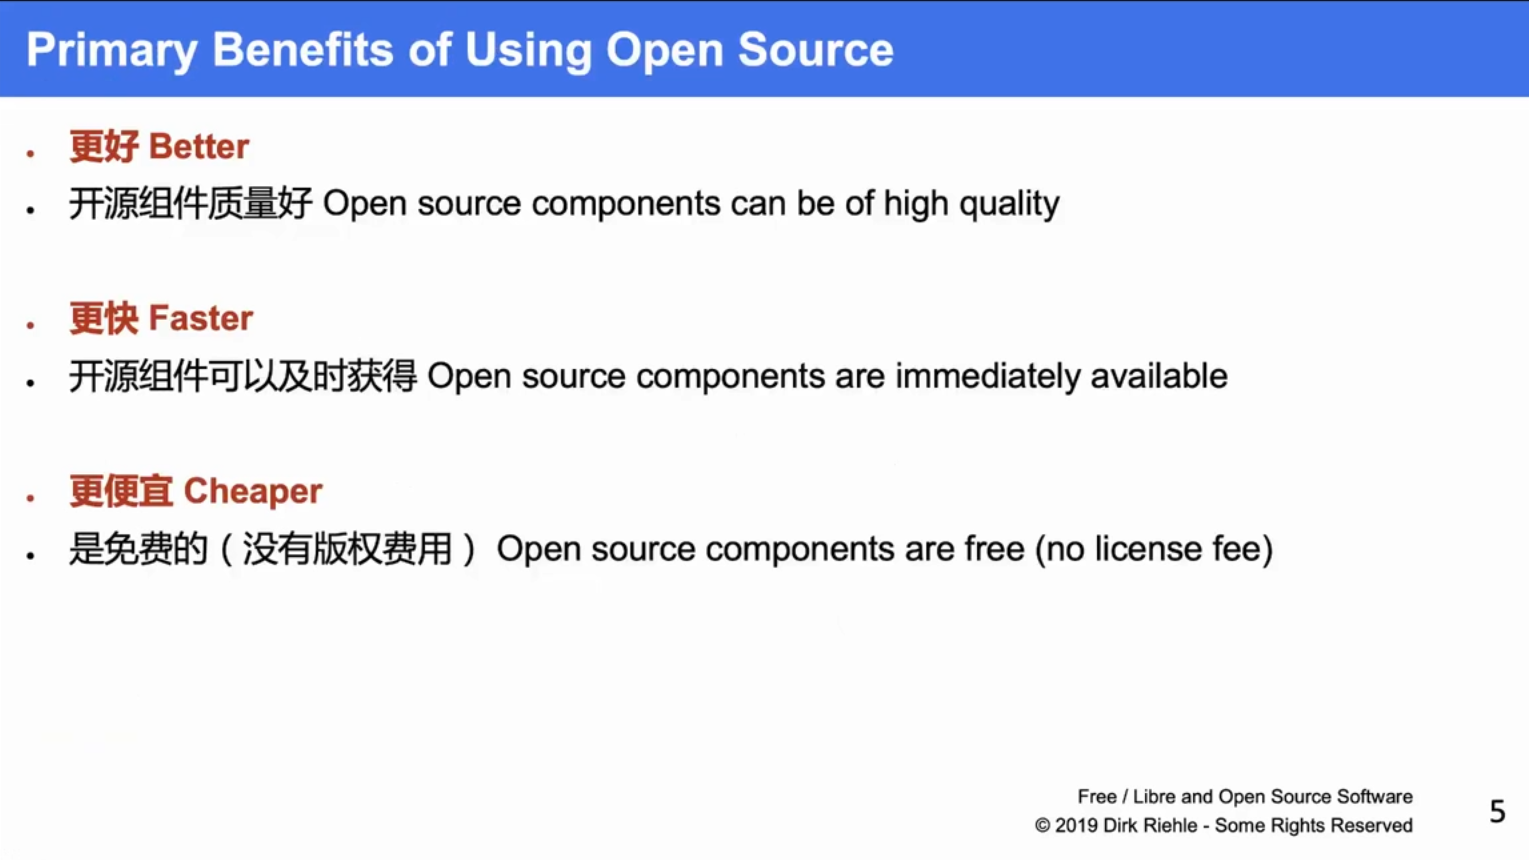 Primary Benefits of Using Open Source
• 更好 Better
• 开源组件质量好 Open source components can be of high quality
• 更快 Faster
• 开源组件可以及时获得 Open source components are immediately available
• 更便宜 Cheaper
• 是免费的（没有版权费用） Open source components are free (no license fee)
Free / Libre and Open Source Software
© 2019 Dirk Riehle - Some Rights Reserved
5